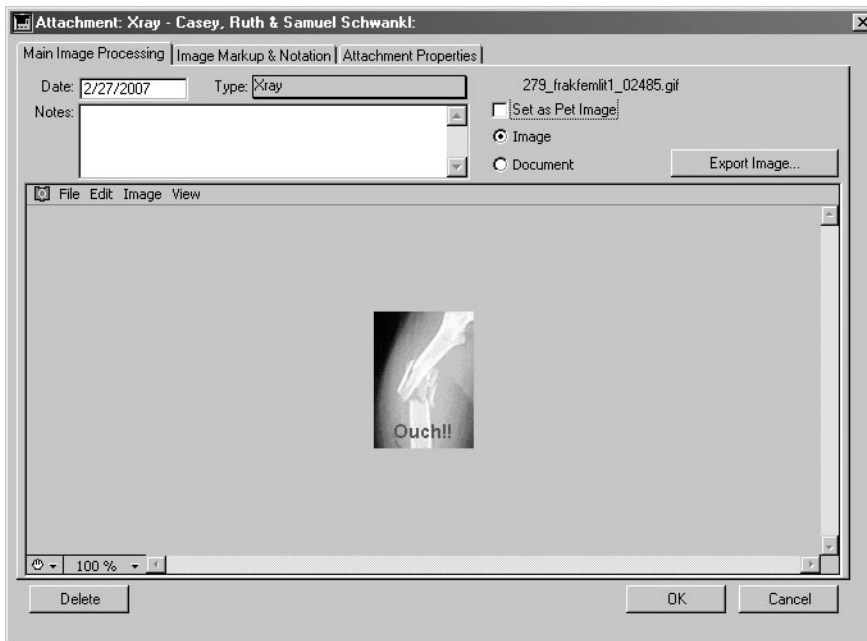 Attachment: Xray - Casey, Ruth & Samuel Schwankl:
Main Image Processing Image Markup & Notation Attachment Properties
Date: 2/27/2007 Type: Xray 279_frakfemlit1_02485.gif
Notes: Set as Pet Image
Image
Document Export Image...
File Edit Image View
Ouch!!
100 %
Delete OK Cancel